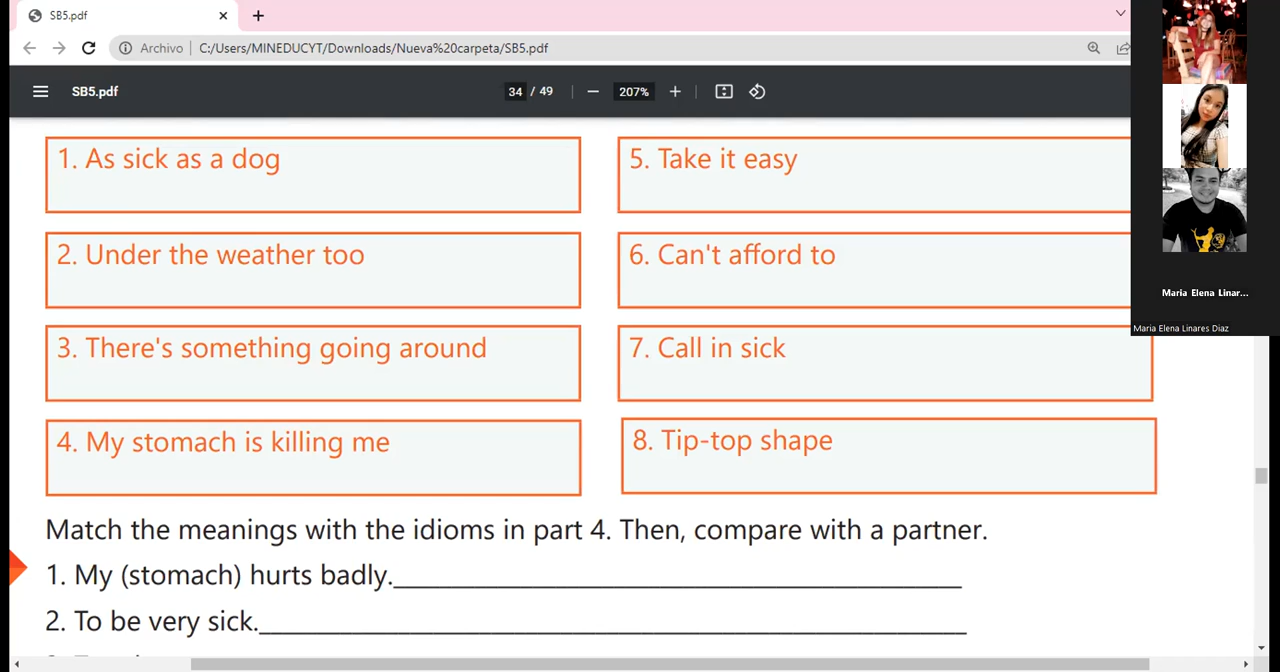 SB5.pdf
Archivo
C:/Users/MINEDUCYT/Downloads/Nueva%20carpeta/SB5.pdf
SB5.pdf
34 / 49
207%
1. As sick as a dog
2. Under the weather too
3. There's something going around
4. My stomach is killing me
5. Take it easy
6. Can't afford to
7. Call in sick
8. Tip-top shape
Match the meanings with the idioms in part 4. Then, compare with a partner.
1. My (stomach) hurts badly.
2. To be very sick.
Maria Elena Linar...
Maria Elena Linares Diaz